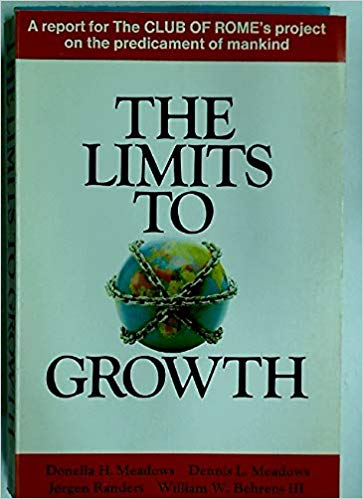 A report for The CLUB OF ROME's project
on the predicament of mankind
THE
LIMITS
TO
GROWTH
Donella H. Meadows Dennis L. Meadows
Jørgen Randers William W. Behrens III
THE LIMITS TO GROWTH